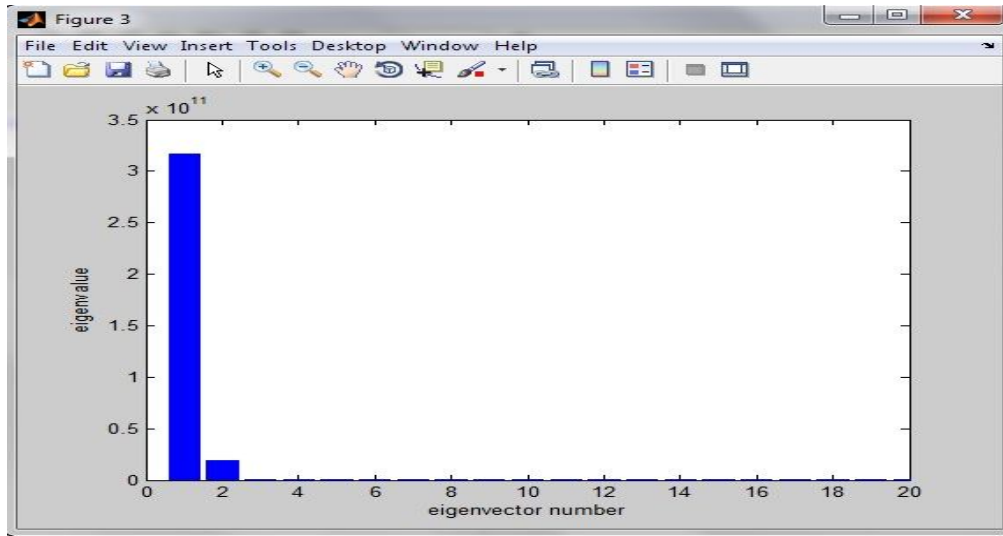 Figure 3
File Edit View Insert Tools Desktop Window Help
× 10^11
3.5
3
2.5
2
1.5
1
0.5
0
eigenvalue
0 2 4 6 8 10 12 14 16 18 20
eigenvector number